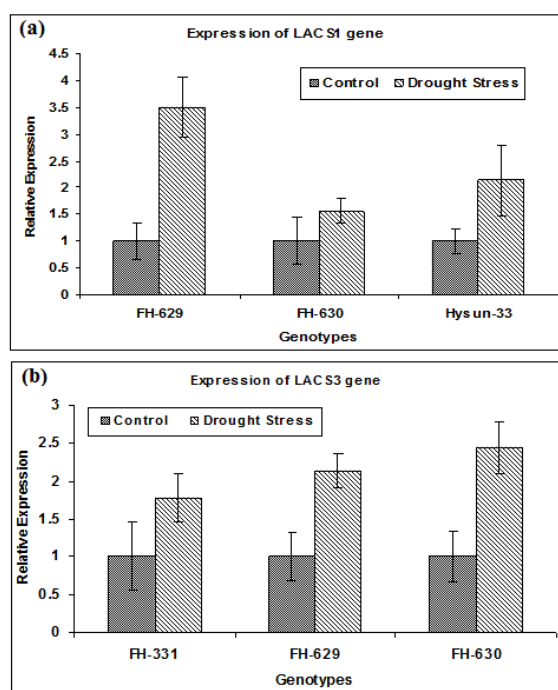 (a)
Expression of LACS1 gene
Control Drought Stress
Relative Expression
4.5
4
3.5
3
2.5
2
1.5
1
0.5
0
FH-629 FH-630 Hysun-33
Genotypes
(b)
Expression of LACS3 gene
Control Drought Stress
Relative Expression
3
2.5
2
1.5
1
0.5
0
FH-331 FH-629 FH-630
Genotypes